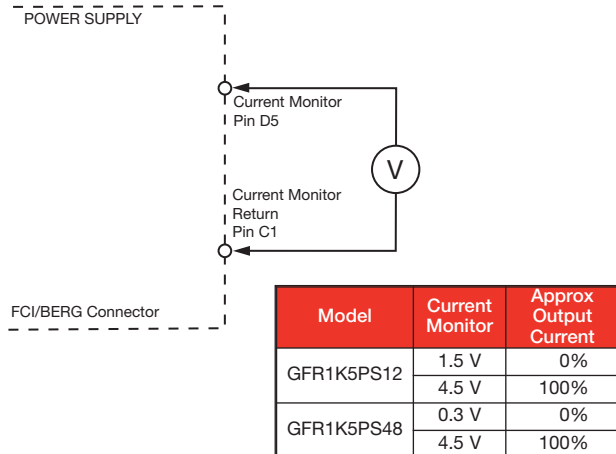 POWER SUPPLY
Current Monitor
Pin D5
V
Current Monitor
Return
Pin C1
FCI/BERG Connector
Model Current Monitor Approx Output Current
GFR1K5PS12 1.5 V 0%
4.5 V 100%
GFR1K5PS48 0.3 V 0%
4.5 V 100%